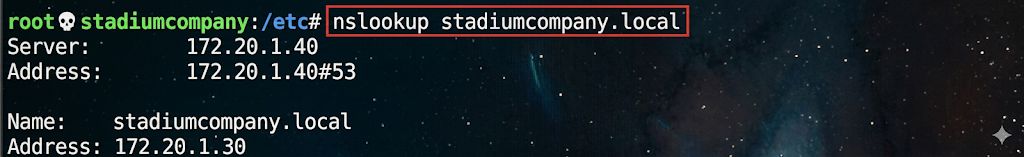 root💀stadiumcompany:/etc# nslookup stadiumcompany.local
Server:         172.20.1.40
Address:        172.20.1.40#53
Name:    stadiumcompany.local
Address: 172.20.1.30